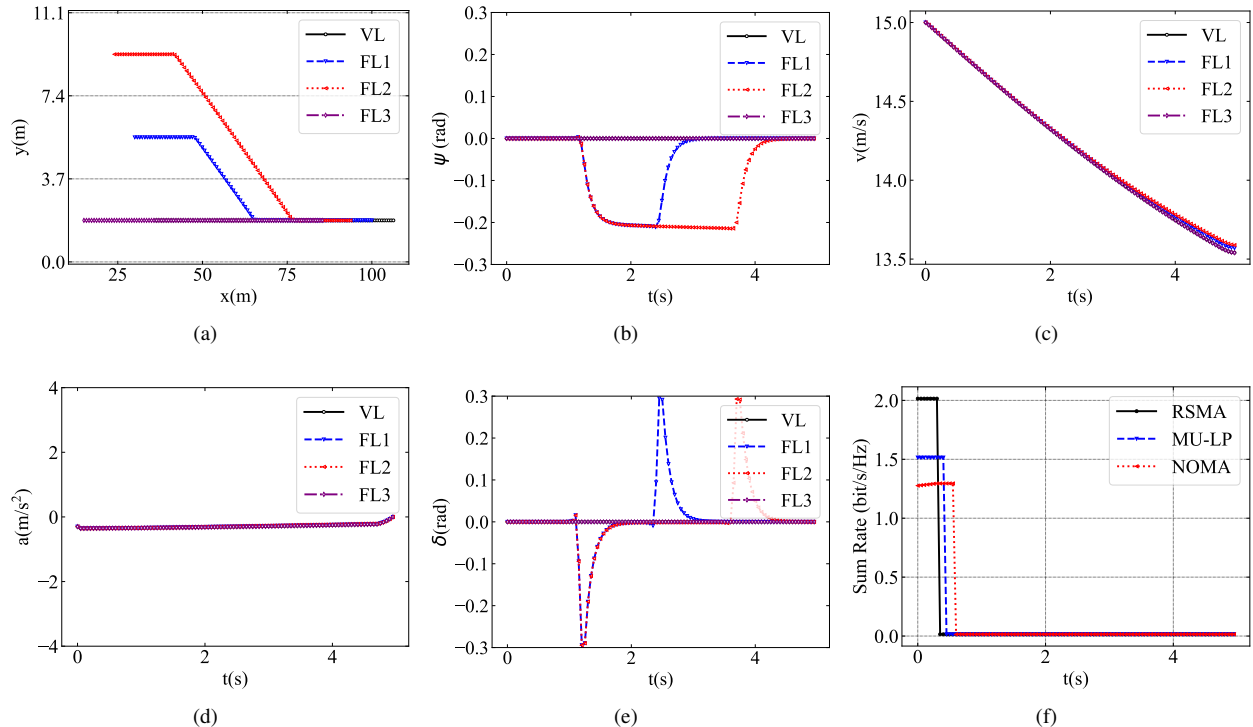 11.1
7.4
3.7
0.0
y(m)
25
50
75
100
x(m)
VL
FL1
FL2
FL3
(a)
0.3
0.2
0.1
0.0
−0.1
−0.2
−0.3
ψ (rad)
0
2
4
t(s)
VL
FL1
FL2
FL3
(b)
15.0
14.5
14.0
13.5
v(m/s)
0
2
4
t(s)
VL
FL1
FL2
FL3
(c)
4
2
0
−2
−4
a(m/s²)
0
2
4
t(s)
VL
FL1
FL2
FL3
(d)
0.3
0.2
0.1
0.0
−0.1
−0.2
−0.3
δ(rad)
0
2
4
t(s)
VL
FL1
FL2
FL3
(e)
2.0
1.5
1.0
0.5
0.0
Sum Rate (bit/s/Hz)
0
2
4
t(s)
RSMA
MU-LP
NOMA
(f)